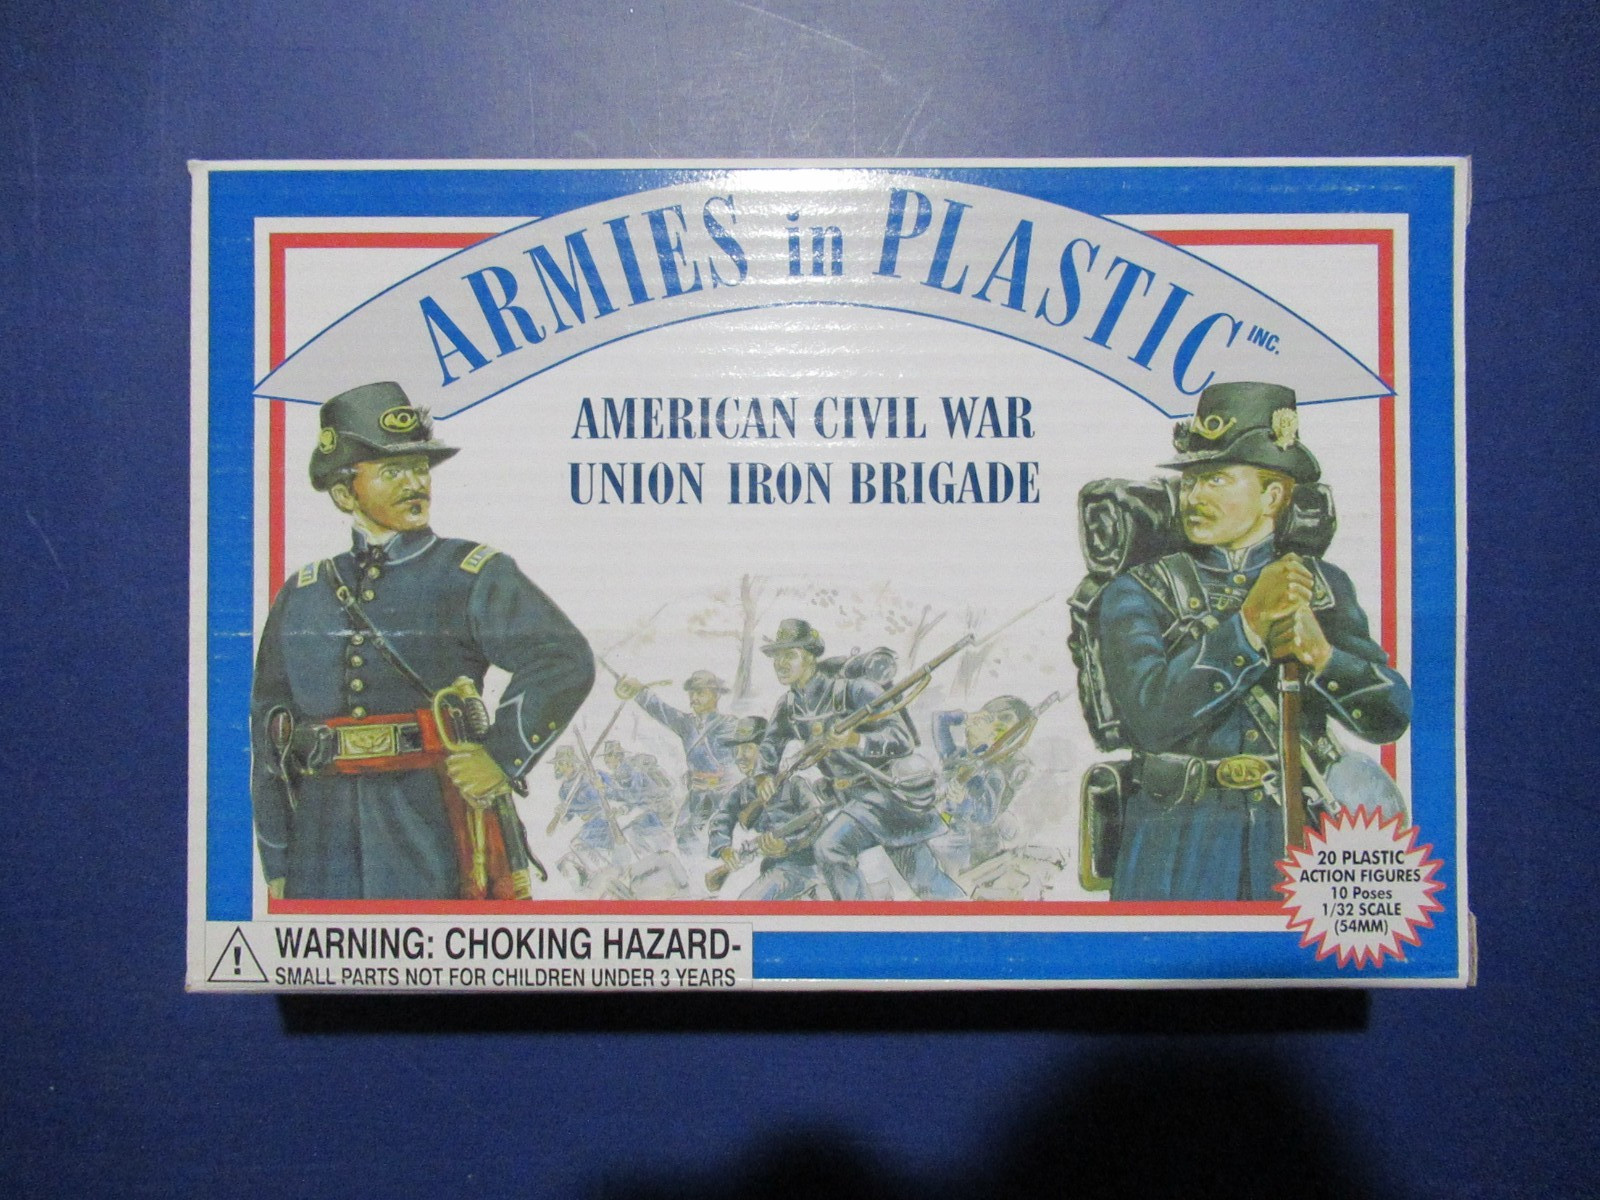 ARMIES in PLASTIC INC.
AMERICAN CIVIL WAR
UNION IRON BRIGADE
US
20 PLASTIC
ACTION FIGURES
10 Poses
1/32 SCALE
(54MM)
! WARNING: CHOKING HAZARD-
SMALL PARTS NOT FOR CHILDREN UNDER 3 YEARS